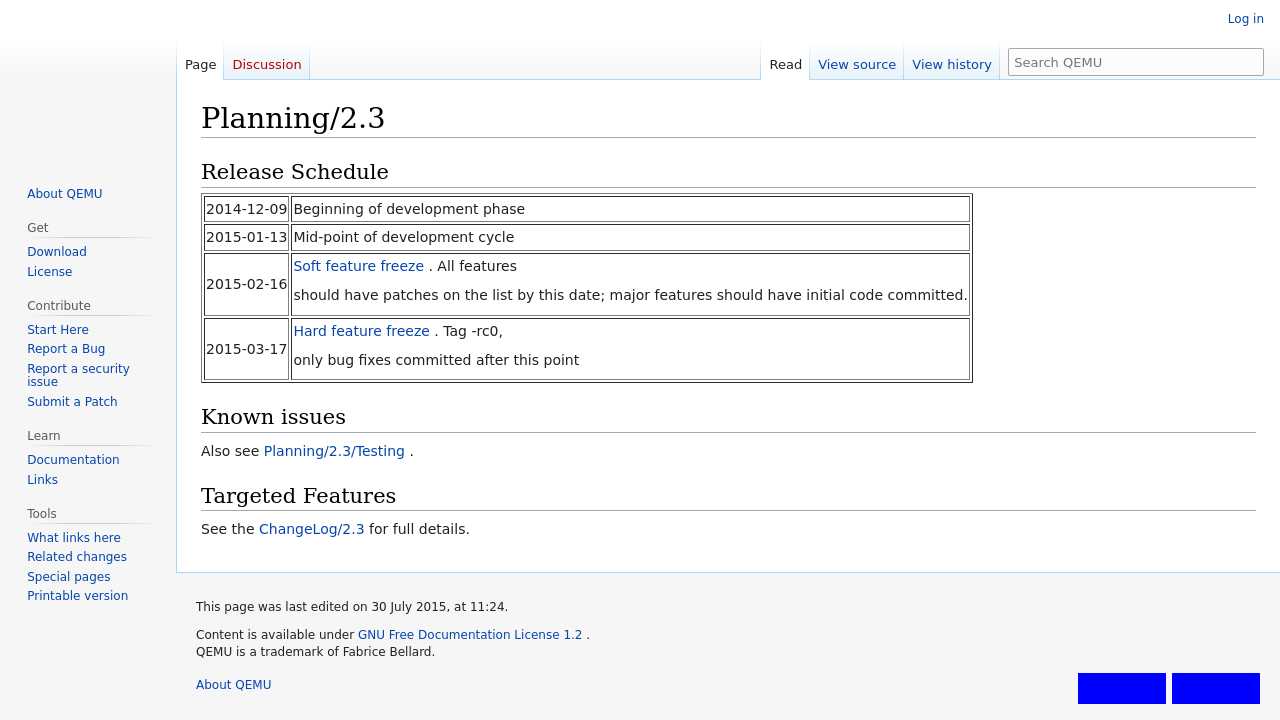 Log in
Page
Discussion
Read
View source
View history
Search QEMU
Planning/2.3
Release Schedule
2014-12-09 Beginning of development phase
2015-01-13 Mid-point of development cycle
2015-02-16 Soft feature freeze . All features
should have patches on the list by this date; major features should have initial code committed.
2015-03-17 Hard feature freeze . Tag -rc0,
only bug fixes committed after this point
Known issues
Also see Planning/2.3/Testing .
Targeted Features
See the ChangeLog/2.3 for full details.
About QEMU
Get
Download
License
Contribute
Start Here
Report a Bug
Report a security
issue
Submit a Patch
Learn
Documentation
Links
Tools
What links here
Related changes
Special pages
Printable version
This page was last edited on 30 July 2015, at 11:24.
Content is available under GNU Free Documentation License 1.2 .
QEMU is a trademark of Fabrice Bellard.
About QEMU